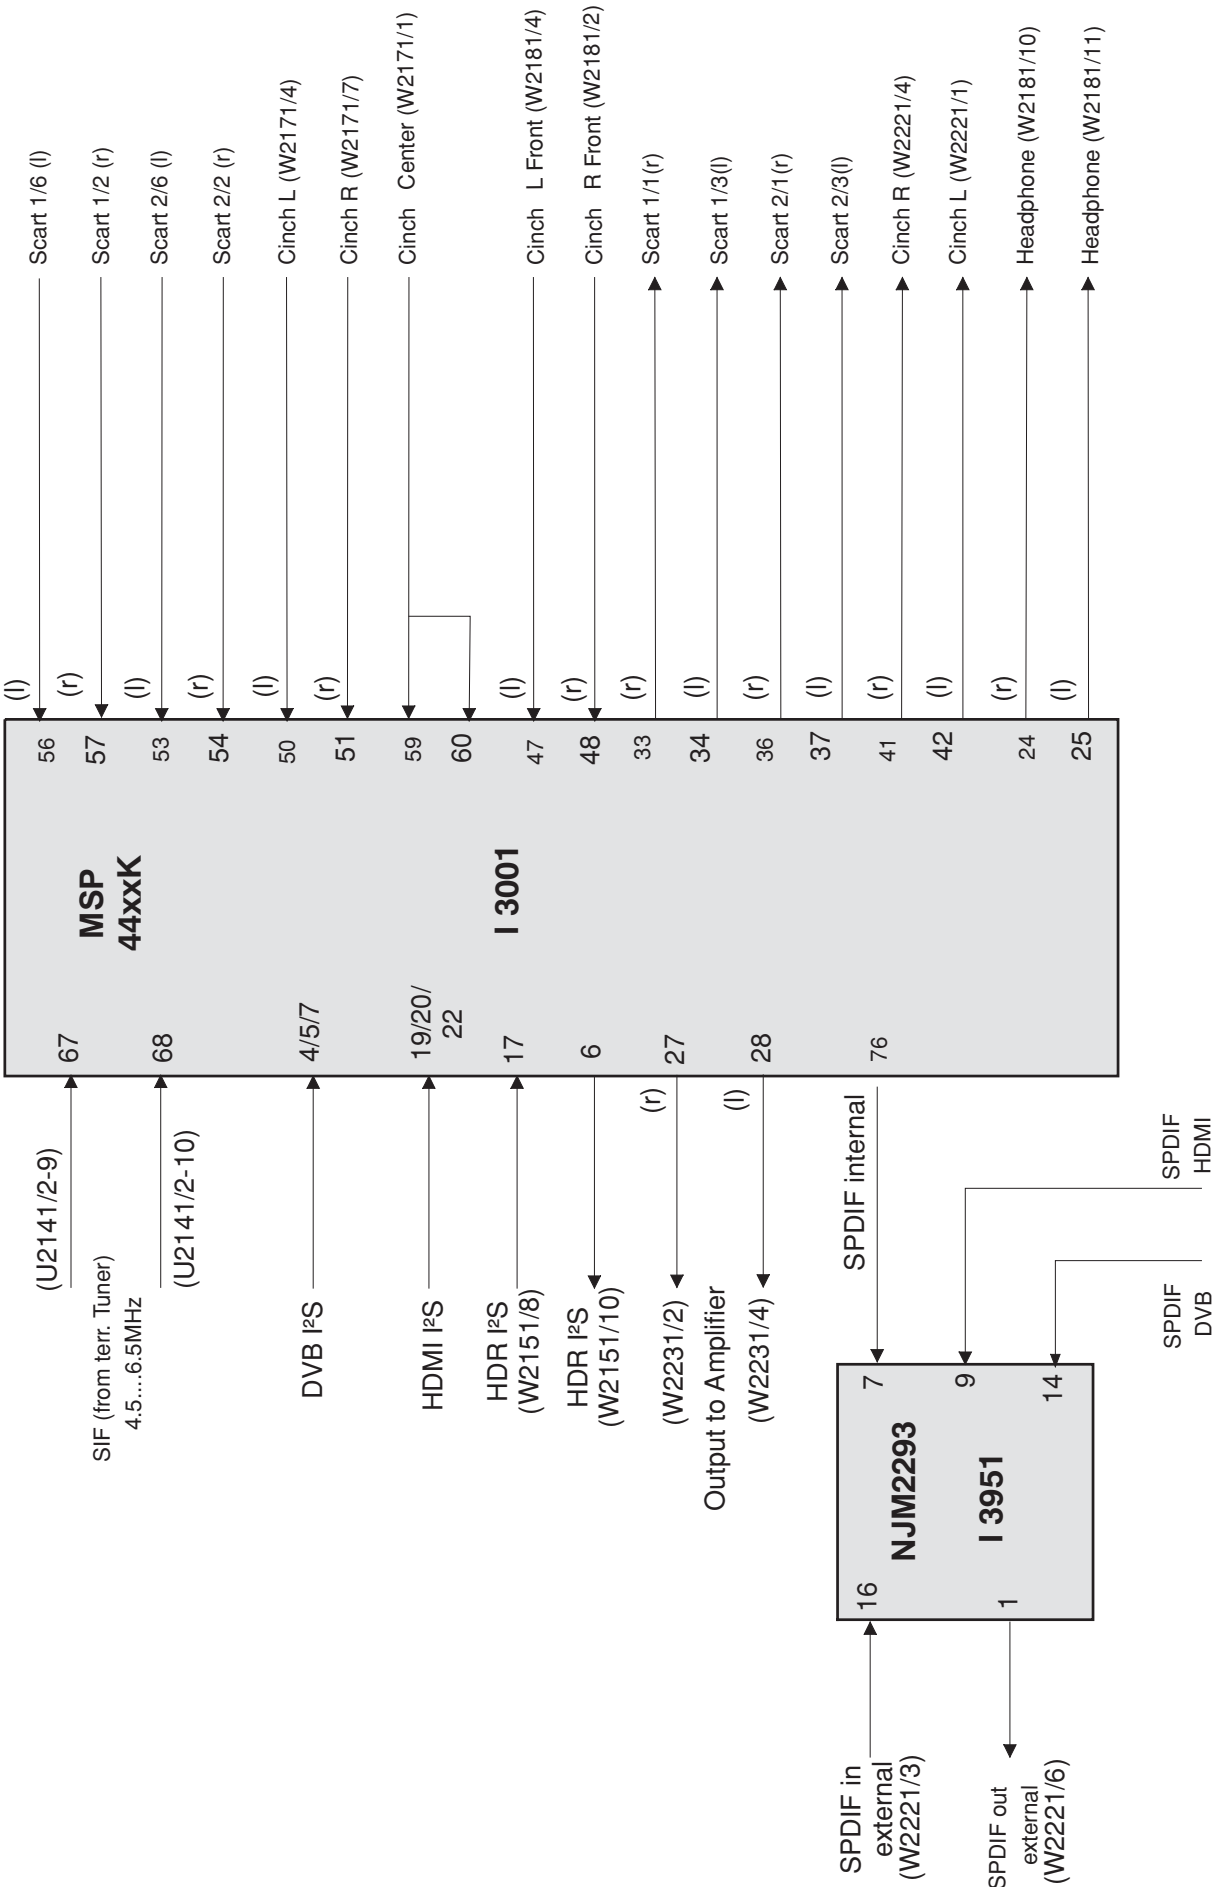 Scart 1/6 (l)
Scart 1/2 (r)
Scart 2/6 (l)
Scart 2/2 (r)
Cinch L (W2171/4)
Cinch R (W2171/7)
Cinch Center (W2171/1)
Cinch L Front (W2181/4)
Cinch R Front (W2181/2)
Scart 1/1(r)
Scart 1/3(l)
Scart 2/1(r)
Scart 2/3(l)
Cinch R (W2221/4)
Cinch L (W2221/1)
Headphone (W2181/10)
Headphone (W2181/11)
(l)
(r)
(l)
(r)
(l)
(r)
(l)
(r)
(r)
(l)
(r)
(l)
(r)
(l)
(r)
(l)
56
57
53
54
50
51
59
60
47
48
33
34
36
37
41
42
24
25
MSP
44xxK
I 3001
67
68
4/5/7
19/20/
22
17
6
27
28
76
(r)
(l)
(U2141/2-9)
SIF (from terr. Tuner)
4.5....6.5MHz
(U2141/2-10)
DVB I²S
HDMI I²S
HDR I²S
(W2151/8)
HDR I²S
(W2151/10)
(W2231/2)
Output to Amplifier
(W2231/4)
SPDIF internal
SPDIF
HDMI
SPDIF
DVB
7
9
14
NJM2293
I 3951
16
1
SPDIF in
external
(W2221/3)
SPDIF out
external
(W2221/6)